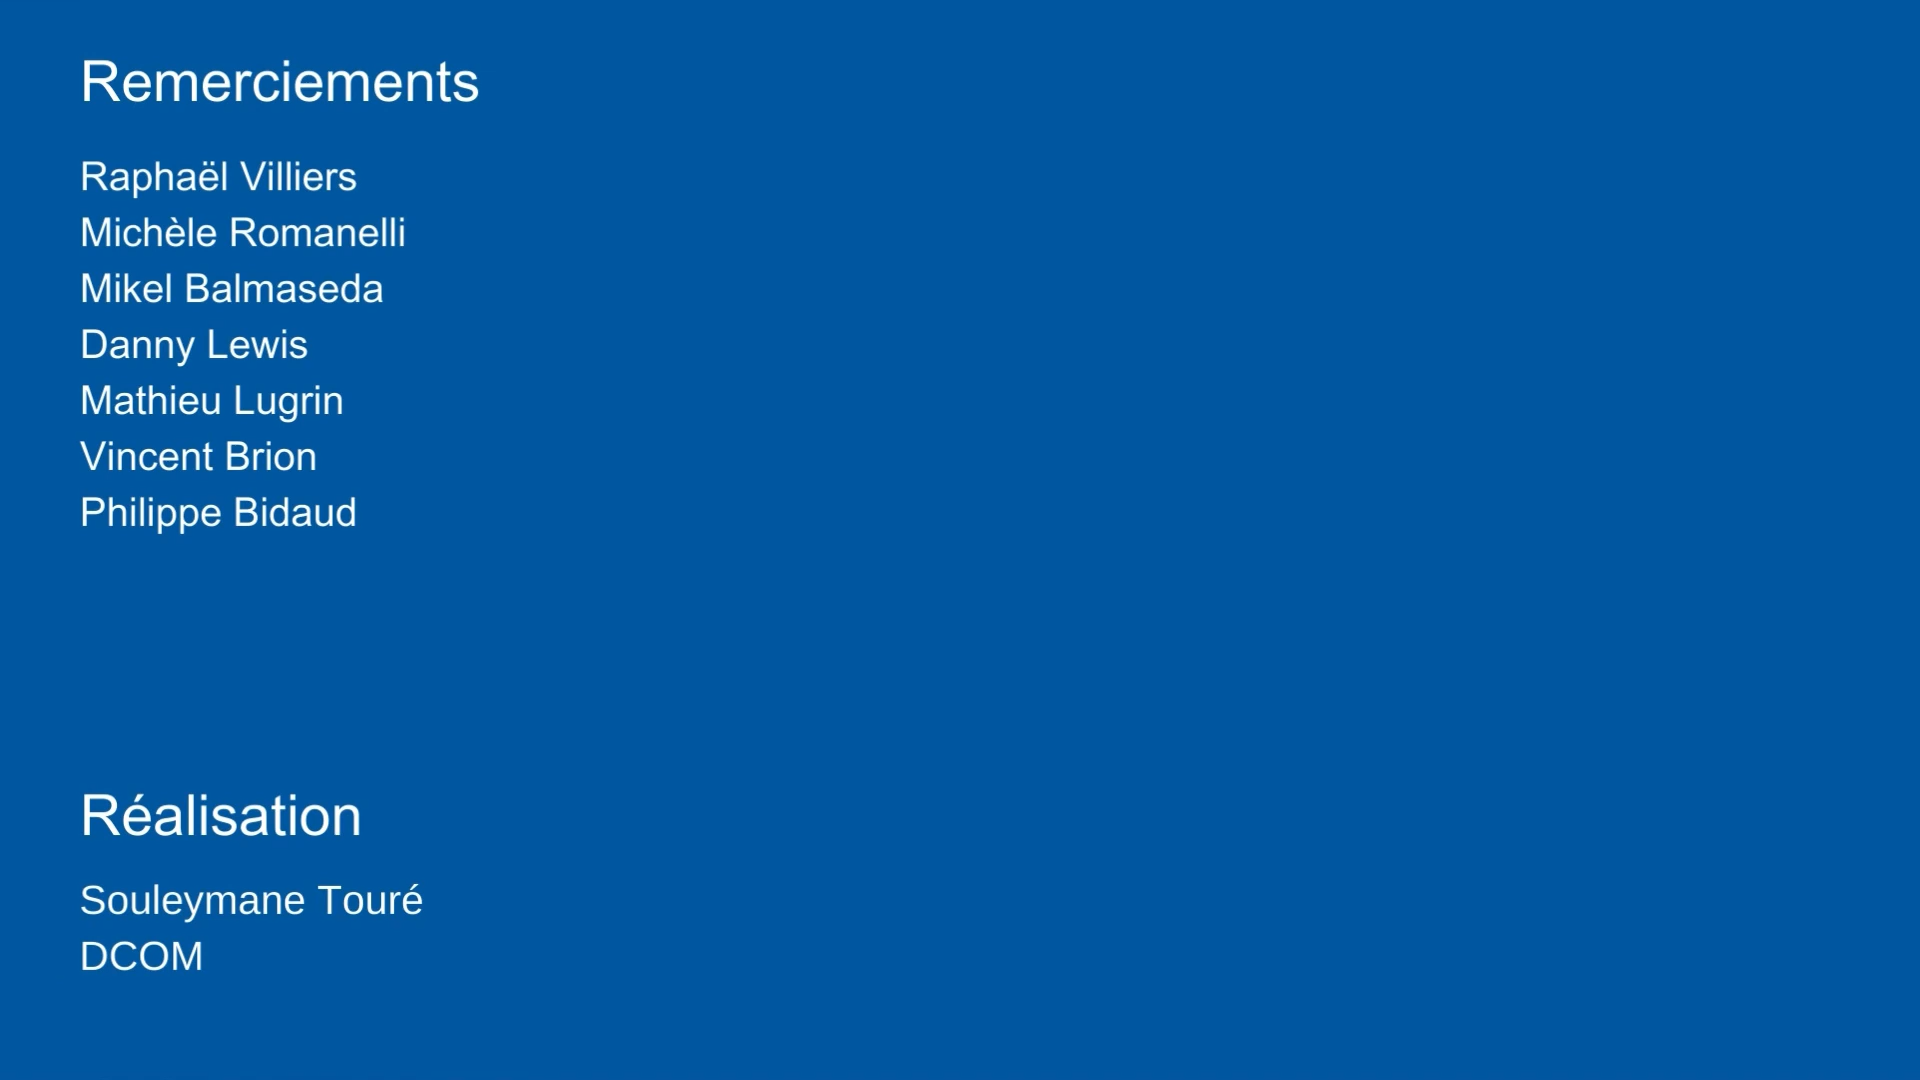 Remerciements
Raphaël Villiers
Michèle Romanelli
Mikel Balmaseda
Danny Lewis
Mathieu Lugrin
Vincent Brion
Philippe Bidaud
Réalisation
Souleymane Touré
DCOM